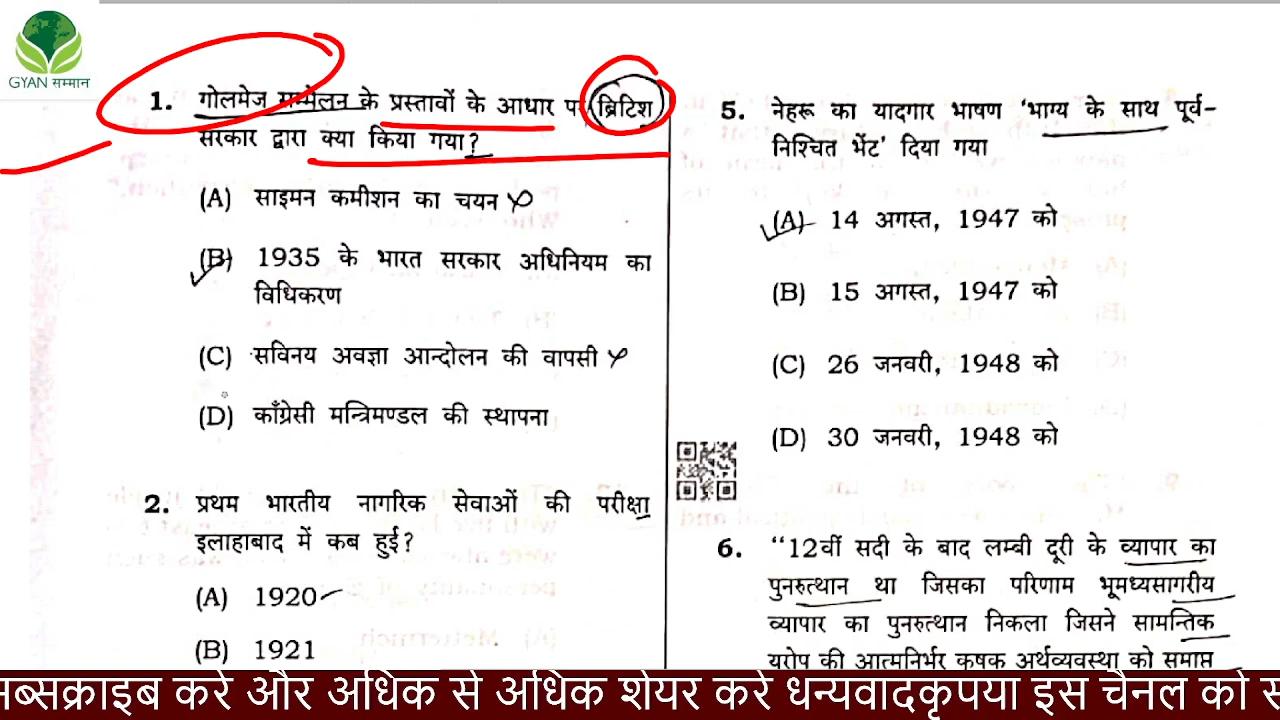 GYAN सम्मान
1. गोलमेज सम्मेलन के प्रस्तावों के आधार पर ब्रिटिश
सरकार द्वारा क्या किया गया?
(A) साइमन कमीशन का चयन
(B) 1935 के भारत सरकार अधिनियम का
विधिकरण
(C) सविनय अवज्ञा आन्दोलन की वापसी
(D) काँग्रेसी मन्त्रिमण्डल की स्थापना
2. प्रथम भारतीय नागरिक सेवाओं की परीक्षा
इलाहाबाद में कब हुई?
(A) 1920
(B) 1921
5. नेहरू का यादगार भाषण ‘भाग्य के साथ पूर्व-
निश्चित भेंट’ दिया गया
(A) 14 अगस्त, 1947 को
(B) 15 अगस्त, 1947 को
(C) 26 जनवरी, 1948 को
(D) 30 जनवरी, 1948 को
6. “12वीं सदी के बाद लम्बी दूरी के व्यापार का
पुनरुत्थान था जिसका परिणाम भूमध्यसागरीय
व्यापार का पुनरुत्थान निकला जिसने सामन्तिक
यूरोप की आत्मनिर्भर कृषक अर्थव्यवस्था को समाप्त
सब्सक्राइब करे और अधिक से अधिक शेयर करे धन्यवादकृपया इस चैनल को स